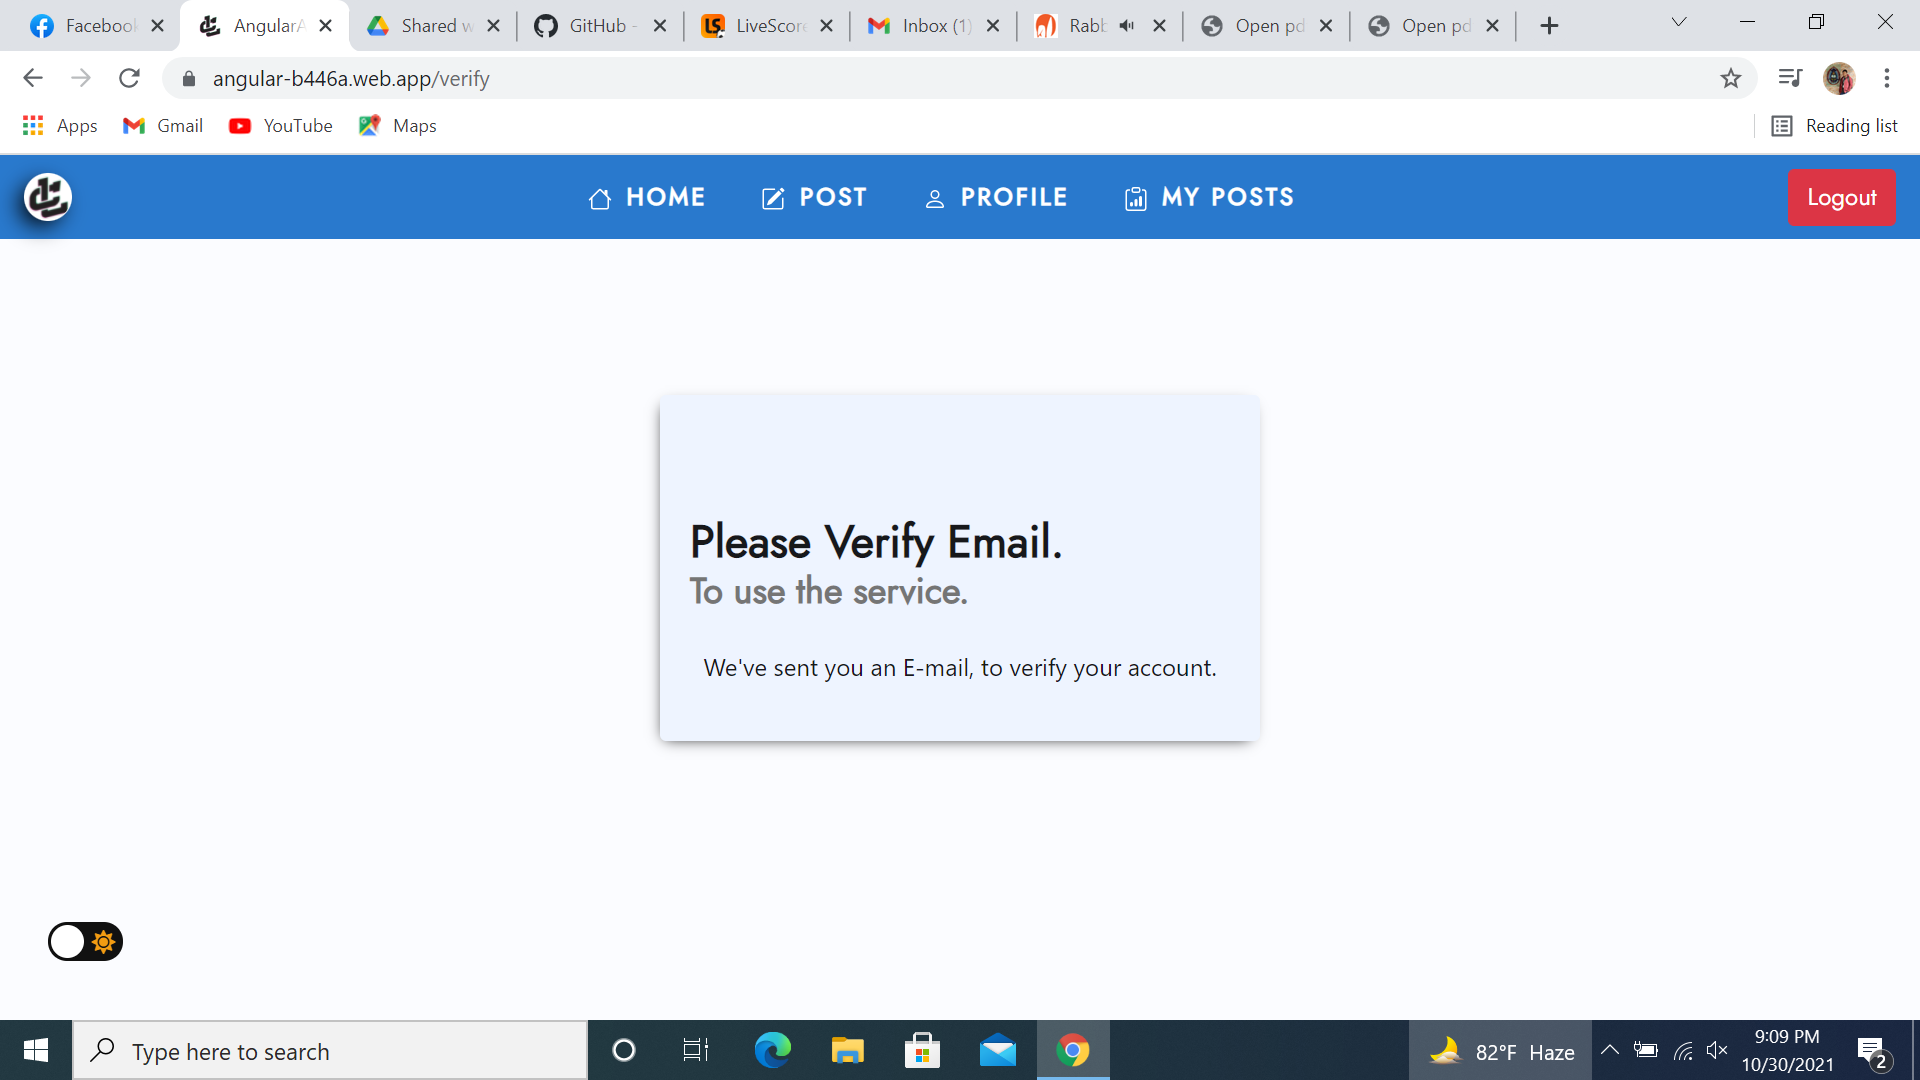 Facebook
AngularA
Shared w
GitHub -
LiveScore
Inbox (1)
Rabb
Open pd
Open pd
angular-b446a.web.app/verify
Apps
Gmail
YouTube
Maps
Reading list
HOME
POST
PROFILE
MY POSTS
Logout
Please Verify Email.
To use the service.
We've sent you an E-mail, to verify your account.
Type here to search
82°F Haze
9:09 PM
10/30/2021
2